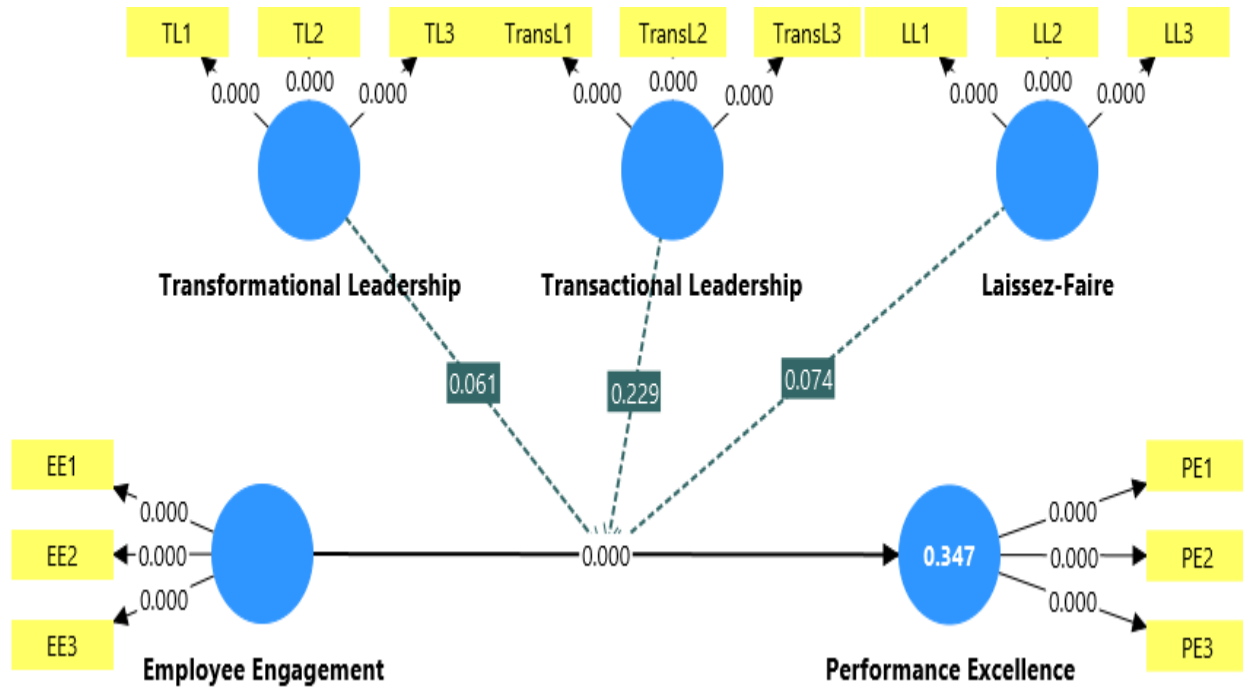 TL1 TL2 TL3 TransL1 TransL2 TransL3 LL1 LL2 LL3
0.000 0.000 0.000 0.000 0.000 0.000 0.000 0.000 0.000
Transformational Leadership Transactional Leadership Laissez-Faire
0.061 0.229 0.074
EE1 PE1
0.000 0.000
EE2 0.000 0.000 0.347 0.000 PE2
0.000 0.000
EE3 PE3
Employee Engagement Performance Excellence